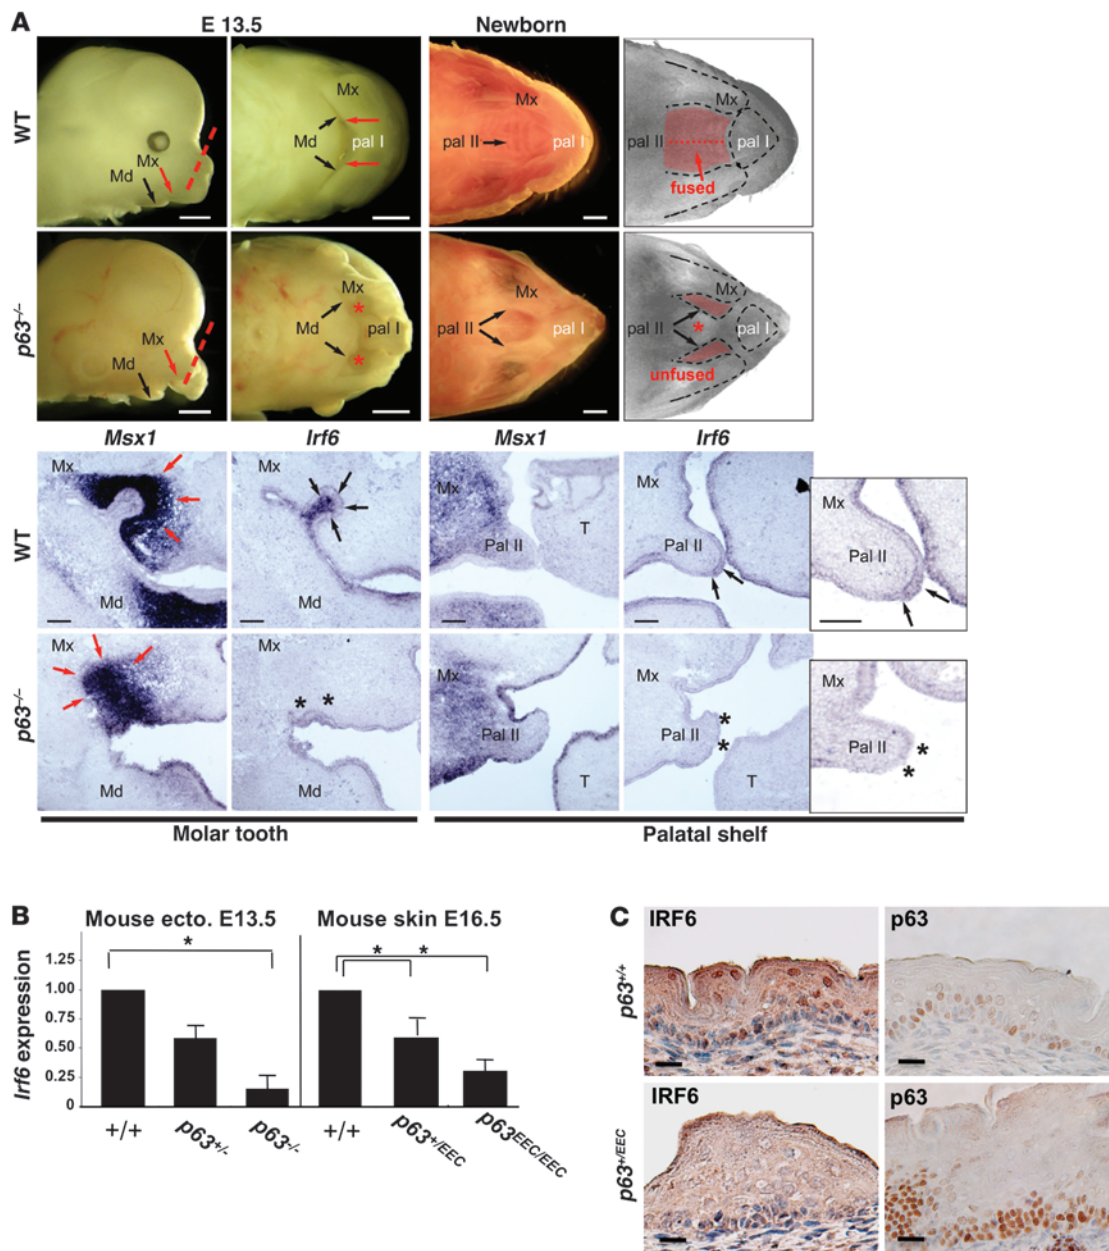 A
E 13.5 Newborn
WT
Md Mx
Mx Md pal I
Mx pal II pal I
Mx pal II pal I fused
p63-/-
Md Mx
Mx Md pal I * *
Mx pal II pal I
Mx pal II pal I * unfused
Msx1 Irf6 Msx1 Irf6
WT
Mx Md
Mx Md
Mx Pal II T
Mx Pal II
Mx Pal II
p63-/-
Mx Md
Mx * * Md
Mx Pal II T
Mx Pal II * * T
Mx Pal II * *
Molar tooth Palatal shelf
B
Mouse ecto. E13.5 Mouse skin E16.5
* * *
Irf6 expression
1.25
1.00
0.75
0.50
0.25
0
+/+ p63+/- p63-/- +/+ p63+/EEC p63EEC/EEC
C
p63+/+
IRF6 p63
p63+/EEC
IRF6 p63